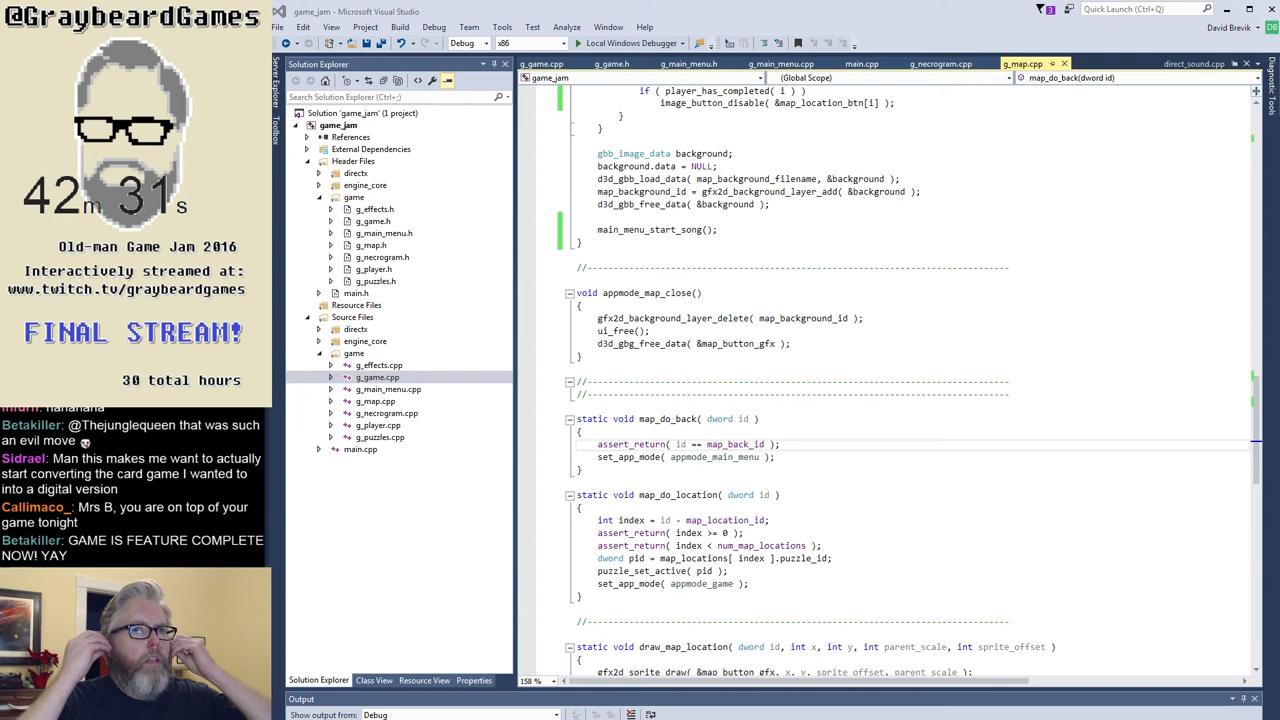 @GraybeardGames
42m 31s
Old-man Game Jam 2016
Interactively streamed at:
www.twitch.tv/graybeardgames
FINAL STREAM!
30 total hours
Betakiller: @Thejunglequeen that was such
an evil move
Sidrael: Man this makes me want to actually
start converting the card game I wanted to
into a digital version
Callimaco_: Mrs B, you are on top of your
game tonight
Betakiller: GAME IS FEATURE COMPLETE
NOW! YAY
game_jam - Microsoft Visual Studio
3
Quick Launch (Ctrl+Q)
File Edit View Project Build Debug Team Tools Test Analyze Window Help
David Brevik DB
Debug x86 Local Windows Debugger
Server Explorer
Toolbox
Solution Explorer
Search Solution Explorer (Ctrl+;)
Solution 'game_jam' (1 project)
game_jam
References
External Dependencies
Header Files
directx
engine_core
game
g_effects.h
g_game.h
g_main_menu.h
g_map.h
g_necrogram.h
g_player.h
g_puzzles.h
main.h
Resource Files
Source Files
directx
engine_core
game
g_effects.cpp
g_game.cpp
g_main_menu.cpp
g_map.cpp
g_necrogram.cpp
g_player.cpp
g_puzzles.cpp
main.cpp
Solution Explorer Class View Resource View Properties
g_game.cpp g_game.h g_main_menu.h g_main_menu.cpp main.cpp g_necrogram.cpp g_map.cpp direct_sound.cpp
game_jam (Global Scope) map_do_back(dword id)
if ( player_has_completed( i ) )
image_button_disable( &map_location_btn[i] );
}
}
gbb_image_data background;
background.data = NULL;
d3d_gbb_load_data( map_background_filename, &background );
map_background_id = gfx2d_background_layer_add( &background );
d3d_gbb_free_data( &background );
main_menu_start_song();
}
//--------------------------------------------------------------------------------
void appmode_map_close()
{
gfx2d_background_layer_delete( map_background_id );
ui_free();
d3d_gbg_free_data( &map_button_gfx );
}
//--------------------------------------------------------------------------------
//--------------------------------------------------------------------------------
static void map_do_back( dword id )
{
assert_return( id == map_back_id );
set_app_mode( appmode_main_menu );
}
static void map_do_location( dword id )
{
int index = id - map_location_id;
assert_return( index >= 0 );
assert_return( index < num_map_locations );
dword pid = map_locations[ index ].puzzle_id;
puzzle_set_active( pid );
set_app_mode( appmode_game );
}
//--------------------------------------------------------------------------------
static void draw_map_location( dword id, int x, int y, int parent_scale, int sprite_offset )
{
gfx2d_sprite_draw( &map_button_gfx, x, y, sprite_offset, parent_scale );
158 %
Diagnostic Tools
Output
Show output from: Debug